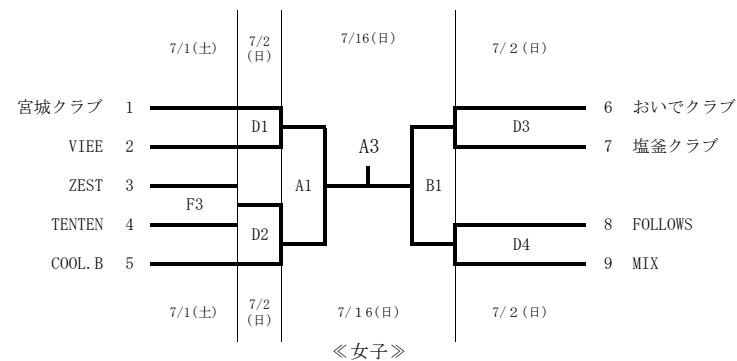 7/1(土) 7/2(日) 7/16(日) 7/2(日)
宮城クラブ 1 6 おいでクラブ
D1 D3
VIEE 2 7 塩釜クラブ
A3
ZEST 3 A1 B1
F3
TENTEN 4 8 FOLLOWS
D2 D4
COOL.B 5 9 MIX
7/1(土) 7/2(日) 7/16(日) 7/2(日)
≪女子≫